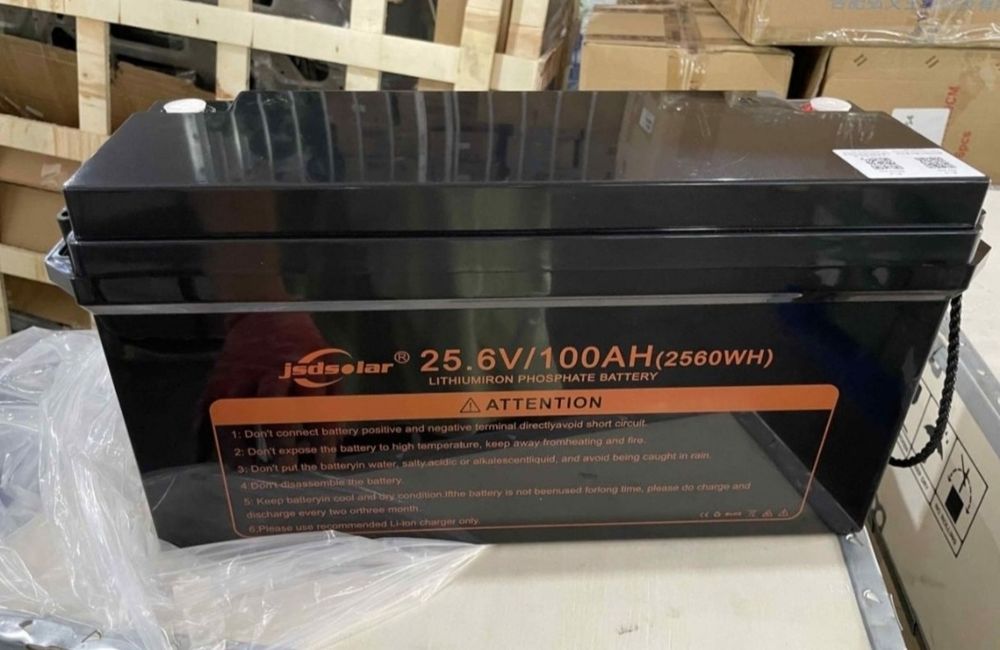 jsdsolar® 25.6V/100AH(2560WH)
LITHIUMIRON PHOSPHATE BATTERY
⚠ATTENTION
1: Don't connect battery positive and negative terminal directlyavoid short circuit.
2: Don't expose the battery to high temperature, keep away fromheating and fire.
3: Don't put the batteryin water, salty,acidic or alkalescentliquid, and avoid being caught in rain.
4:Don't disassemble the battery.
5: Keep batteryin cool and dry condition.Ifthe battery is not beenused forlong time, please do charge and
discharge every two orthree month.
6:Please use recommended Li-Ion charger only.